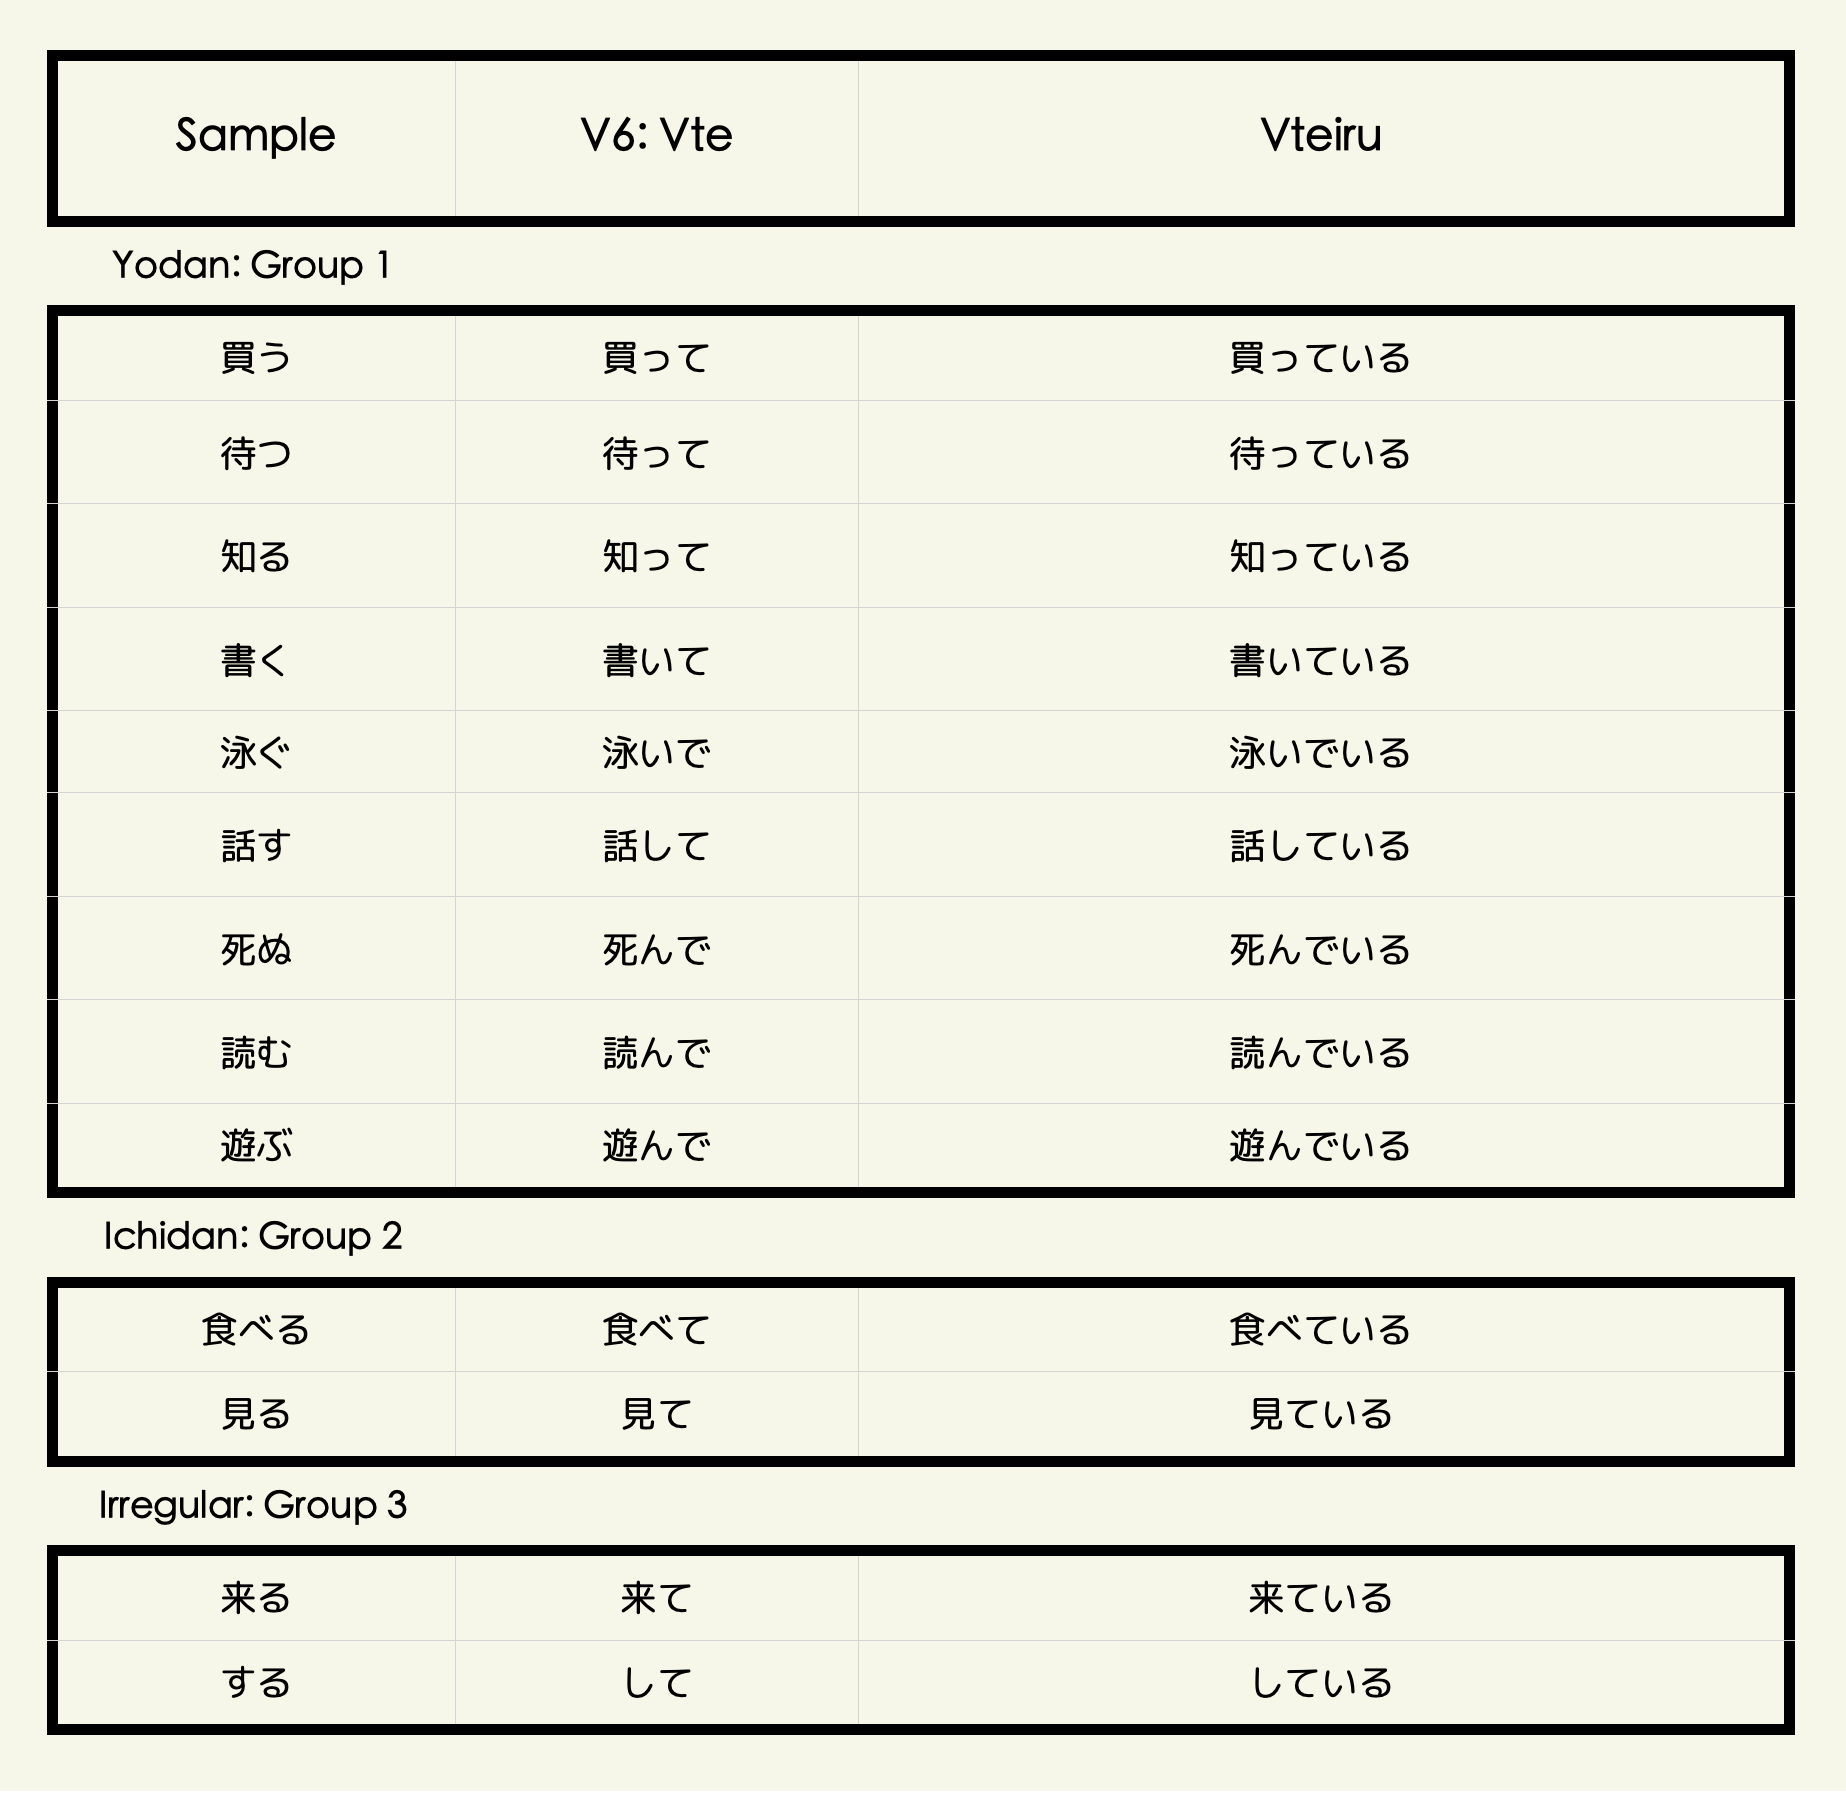 Sample V6: Vte Vteiru
Yodan: Group 1
買う 買って 買っている
待つ 待って 待っている
知る 知って 知っている
書く 書いて 書いている
泳ぐ 泳いで 泳いでいる
話す 話して 話している
死ぬ 死んで 死んでいる
読む 読んで 読んでいる
遊ぶ 遊んで 遊んでいる
Ichidan: Group 2
食べる 食べて 食べている
見る 見て 見ている
Irregular: Group 3
来る 来て 来ている
する して している